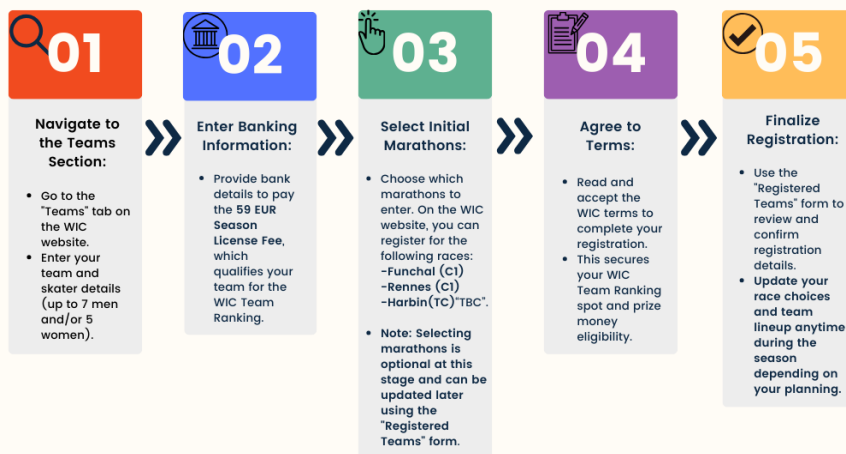 01
Navigate to
the Teams
Section:
• Go to the
"Teams" tab on
the WIC
website.
• Enter your
team and
skater details
(up to 7 men
and/or 5
women).
02
Enter Banking
Information:
• Provide bank
details to pay
the 59 EUR
Season
License Fee,
which
qualifies your
team for the
WIC Team
Ranking.
03
Select Initial
Marathons:
• Choose which
marathons to
enter. On the WIC
website, you can
register for the
following races:
-Funchal (C1)
-Rennes (C1)
-Harbin(TC)"TBC".
• Note: Selecting
marathons is
optional at this
stage and can be
updated later
using the
"Registered
Teams" form.
04
Agree to
Terms:
• Read and
accept the
WIC terms to
complete your
registration.
• This secures
your WIC
Team Ranking
spot and prize
money
eligibility.
05
Finalize
Registration:
• Use the
"Registered
Teams" form to
review and
confirm
registration
details.
• Update your
race choices
and team
lineup anytime
during the
season
depending on
your planning.